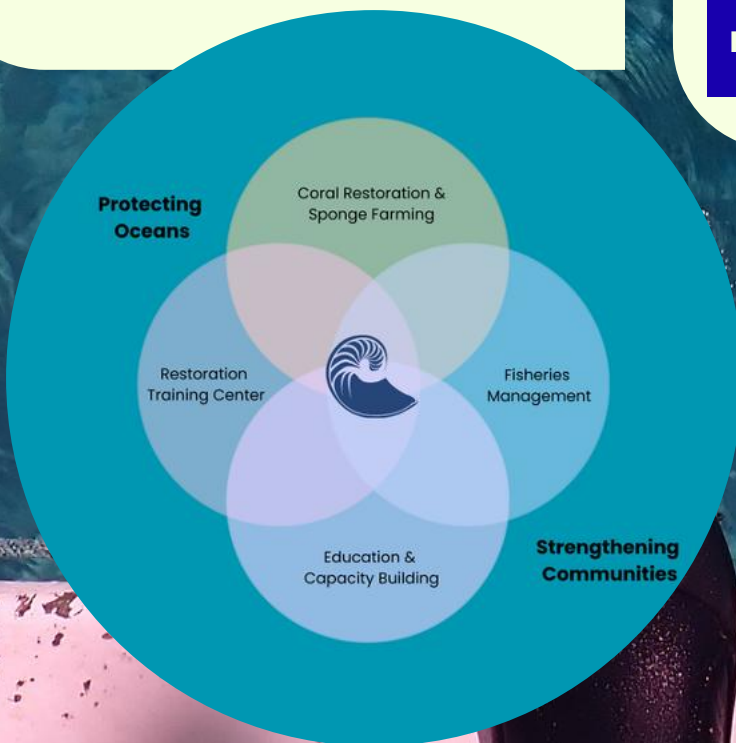 Coral Restoration &
Sponge Farming
Protecting
Oceans
Restoration
Training Center
Fisheries
Management
Education &
Capacity Building
Strengthening
Communities